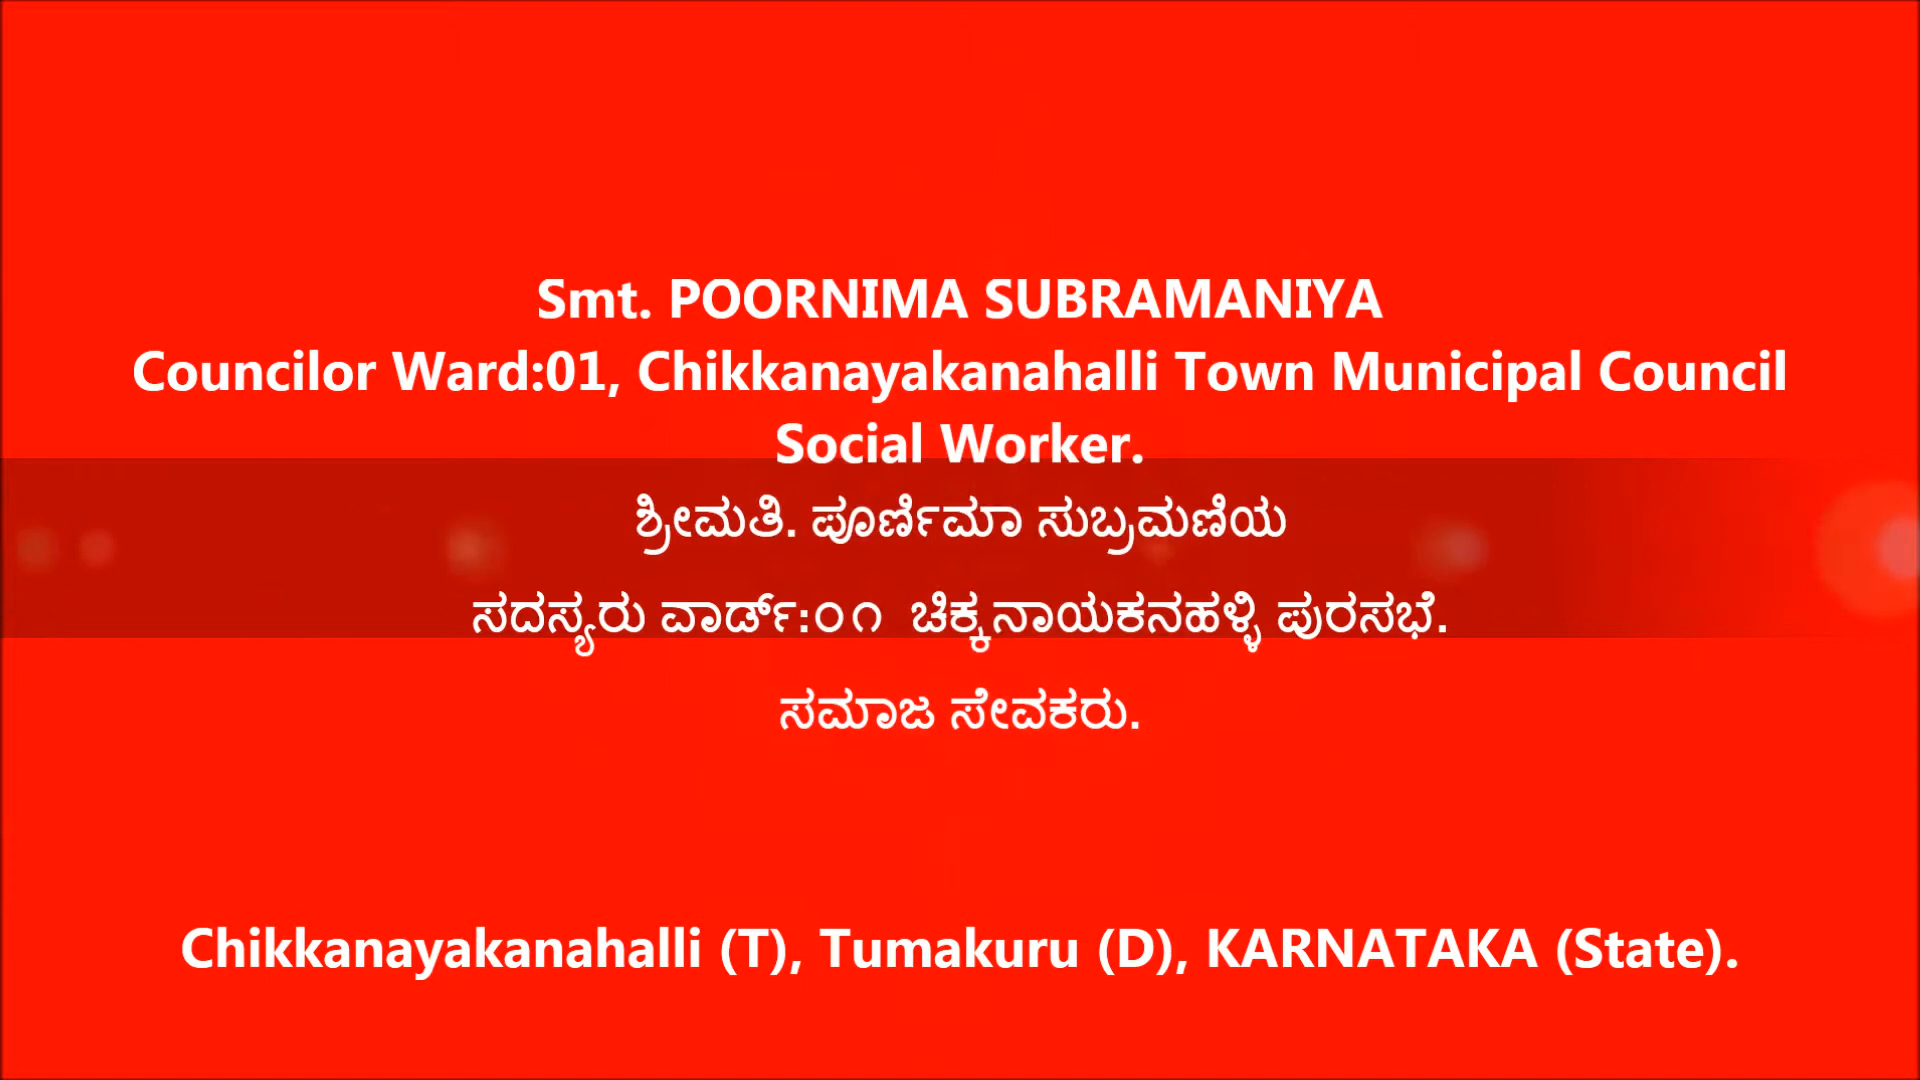 Smt. POORNIMA SUBRAMANIYA
Councilor Ward:01, Chikkanayakanahalli Town Municipal Council
Social Worker.
ಶ್ರೀಮತಿ. ಪೂರ್ಣಿಮಾ ಸುಬ್ರಮಣಿಯ
ಸದಸ್ಯರು ವಾರ್ಡ್:೦೧ ಚಿಕ್ಕನಾಯಕನಹಳ್ಳಿ ಪುರಸಭೆ.
ಸಮಾಜ ಸೇವಕರು.
Chikkanayakanahalli (T), Tumakuru (D), KARNATAKA (State).